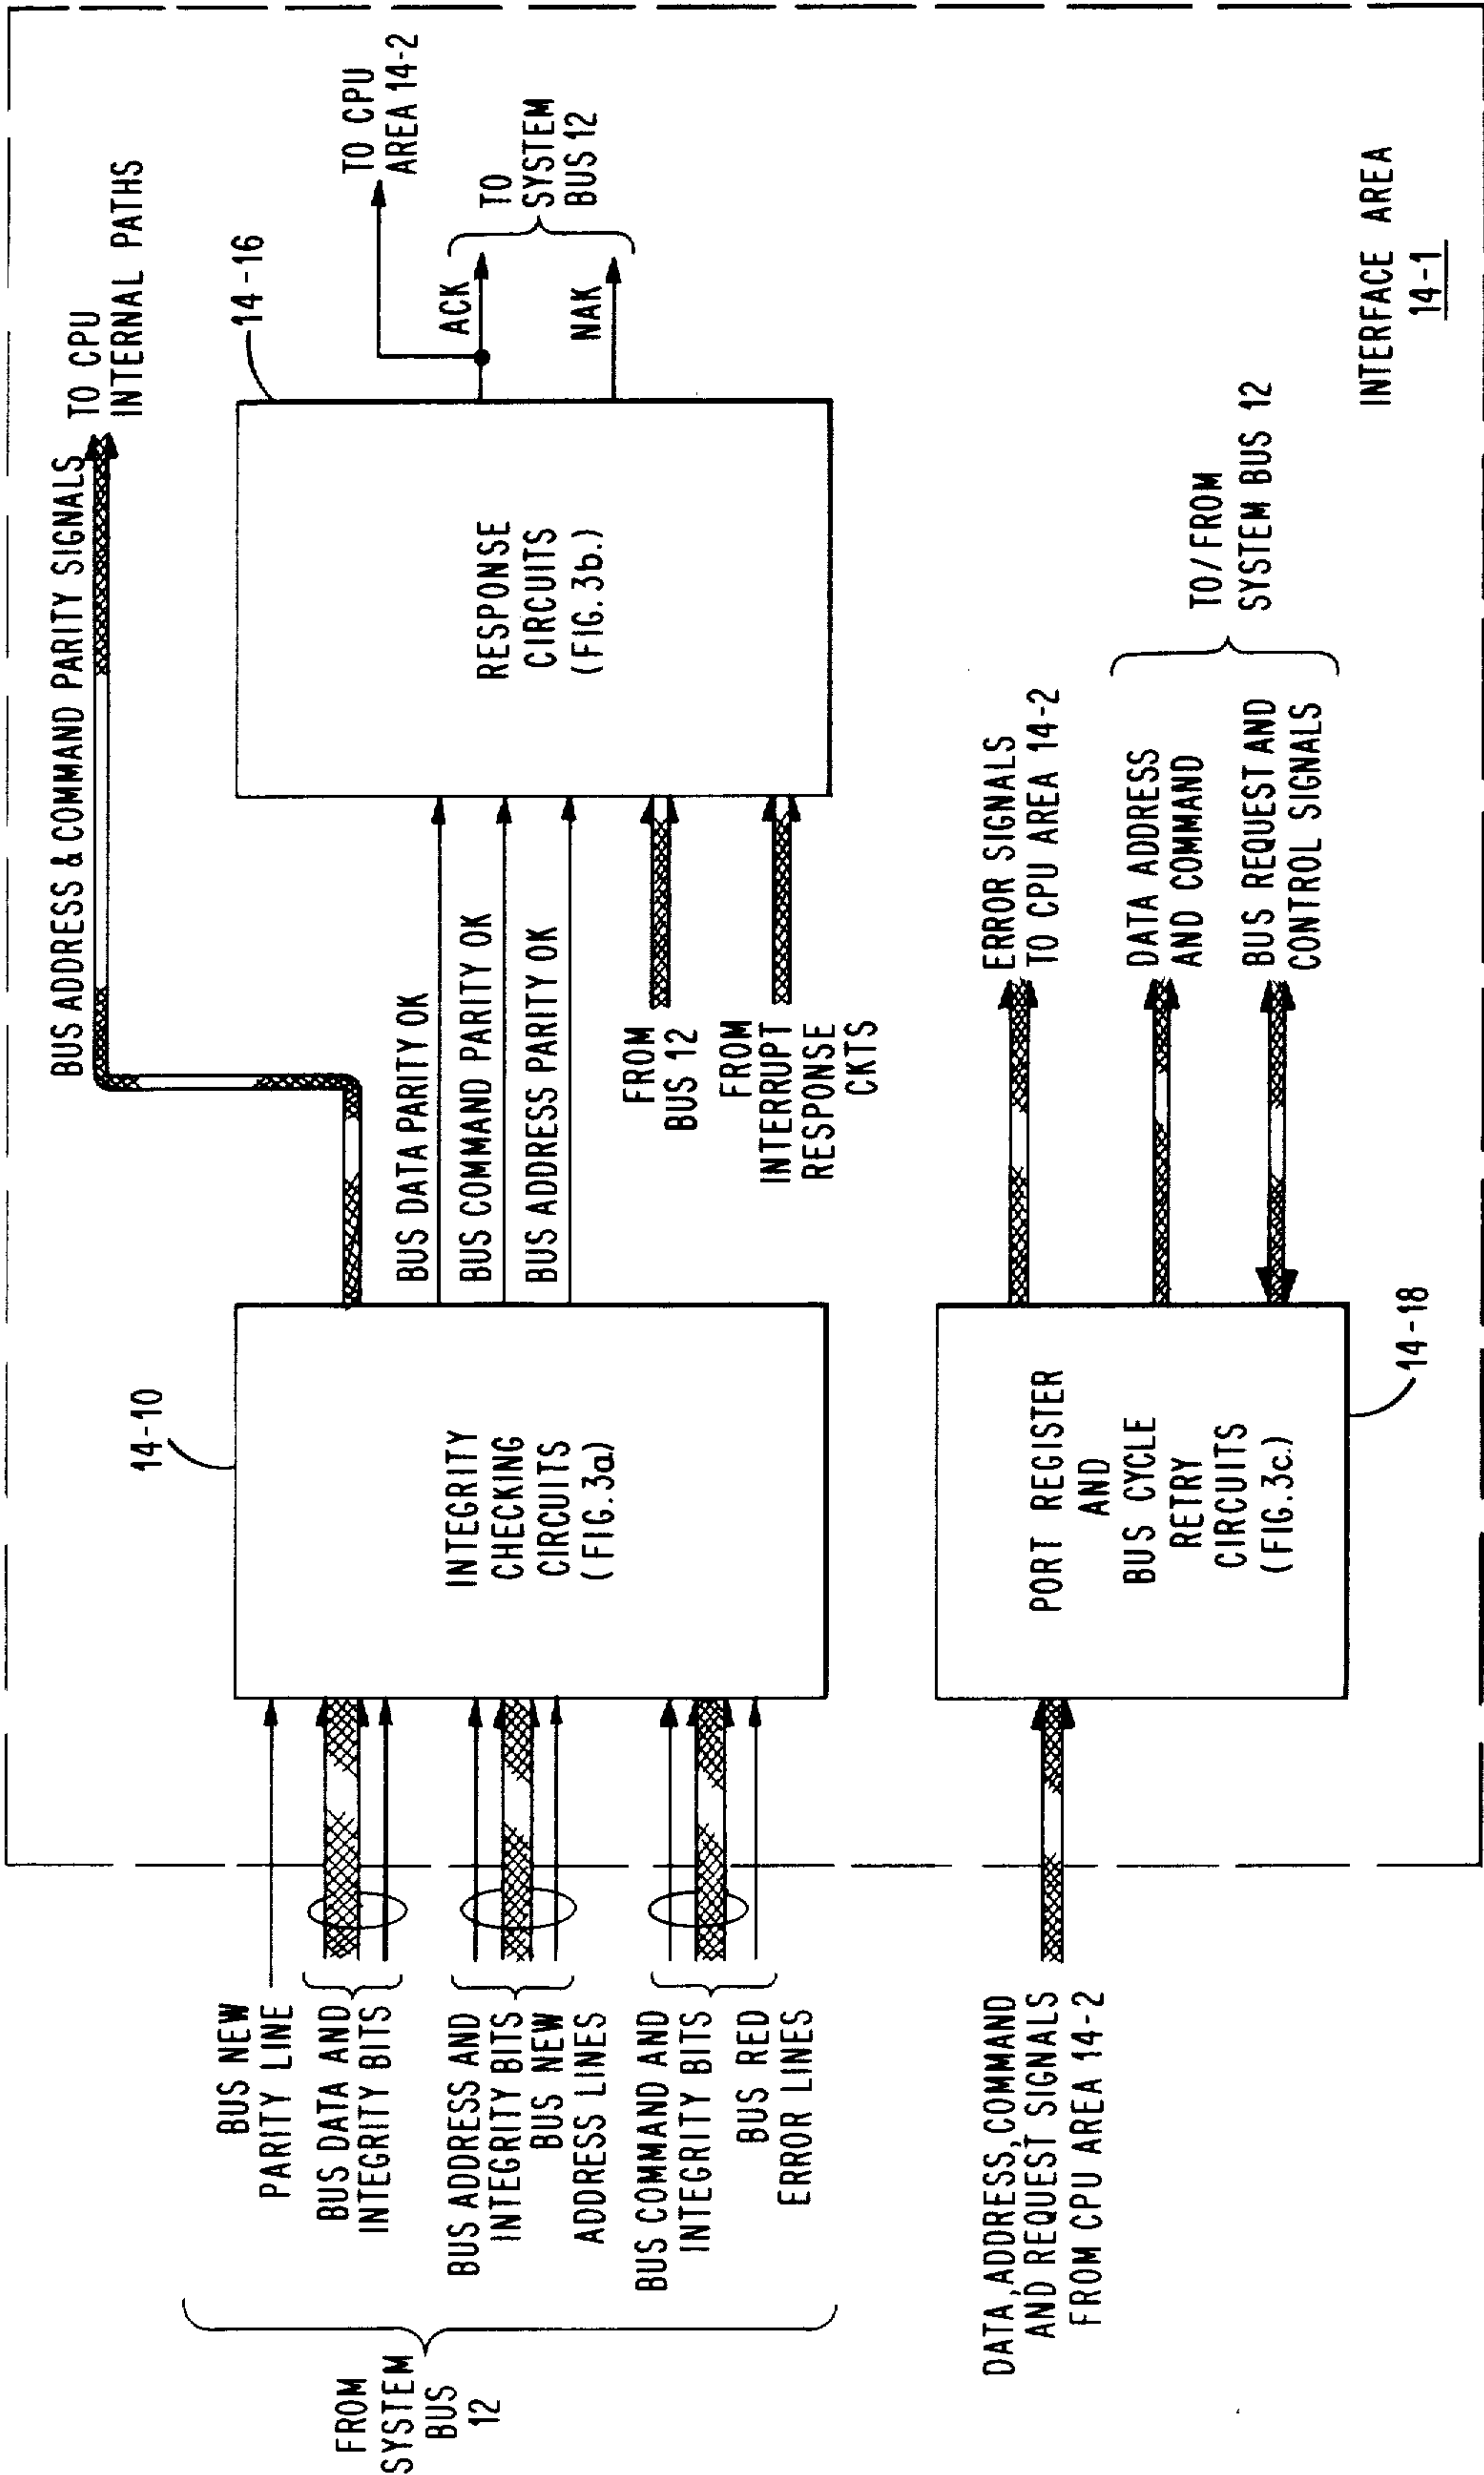 FROM
SYSTEM
BUS
12
BUS NEW
PARITY LINE
BUS DATA AND
INTEGRITY BITS
BUS ADDRESS AND
INTEGRITY BITS
BUS NEW
ADDRESS LINES
BUS COMMAND AND
INTEGRITY BITS
BUS RED
ERROR LINES
14-10
INTEGRITY
CHECKING
CIRCUITS
(FIG.3a)
BUS ADDRESS & COMMAND PARITY SIGNALS
TO CPU
INTERNAL PATHS
BUS DATA PARITY OK
BUS COMMAND PARITY OK
BUS ADDRESS PARITY OK
FROM
BUS 12
FROM
INTERRUPT
RESPONSE
CKTS
14-16
RESPONSE
CIRCUITS
(FIG.3b.)
ACK
NAK
TO CPU
AREA 14-2
TO
SYSTEM
BUS 12
DATA, ADDRESS, COMMAND
AND REQUEST SIGNALS
FROM CPU AREA 14-2
PORT REGISTER
AND
BUS CYCLE
RETRY
CIRCUITS
(FIG.3c.)
14-18
ERROR SIGNALS
TO CPU AREA 14-2
DATA ADDRESS
AND COMMAND
BUS REQUEST AND
CONTROL SIGNALS
TO/FROM
SYSTEM BUS 12
INTERFACE AREA
14-1